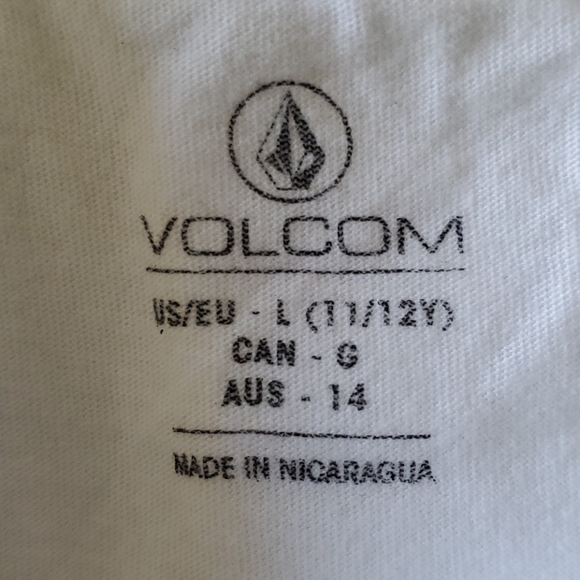 VOLCOM
US/EU - L (11/12Y)
CAN - G
AUS - 14
MADE IN NICARAGUA